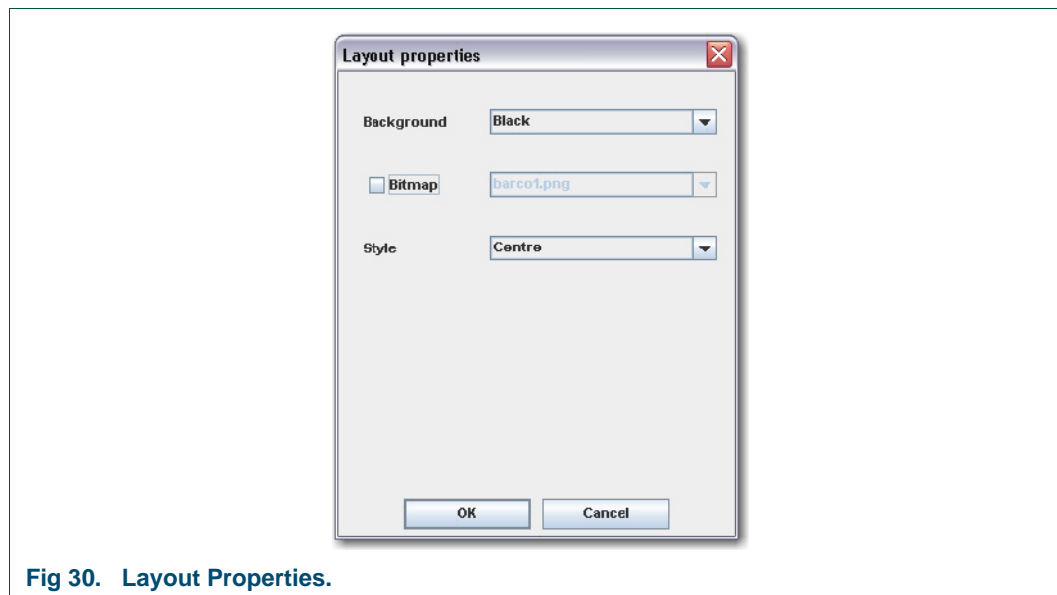 Layout properties
Background Black
Bitmap barco1.png
Style Centre
OK Cancel
Fig 30. Layout Properties.